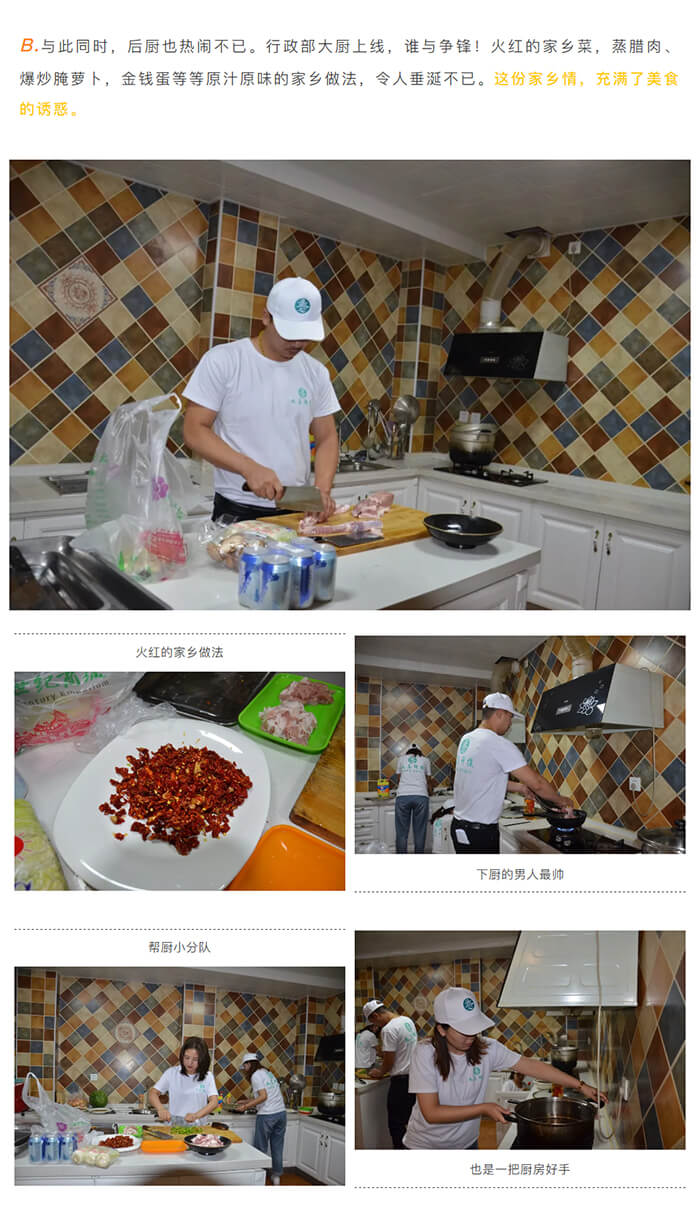 B.与此同时，后厨也热闹不已。行政部大厨上线，谁与争锋！火红的家乡菜，蒸腊肉、
爆炒腌萝卜，金钱蛋等等原汁原味的家乡做法，令人垂涎不已。这份家乡情，充满了美食
的诱惑。
火红的家乡做法
下厨的男人最帅
帮厨小分队
也是一把厨房好手